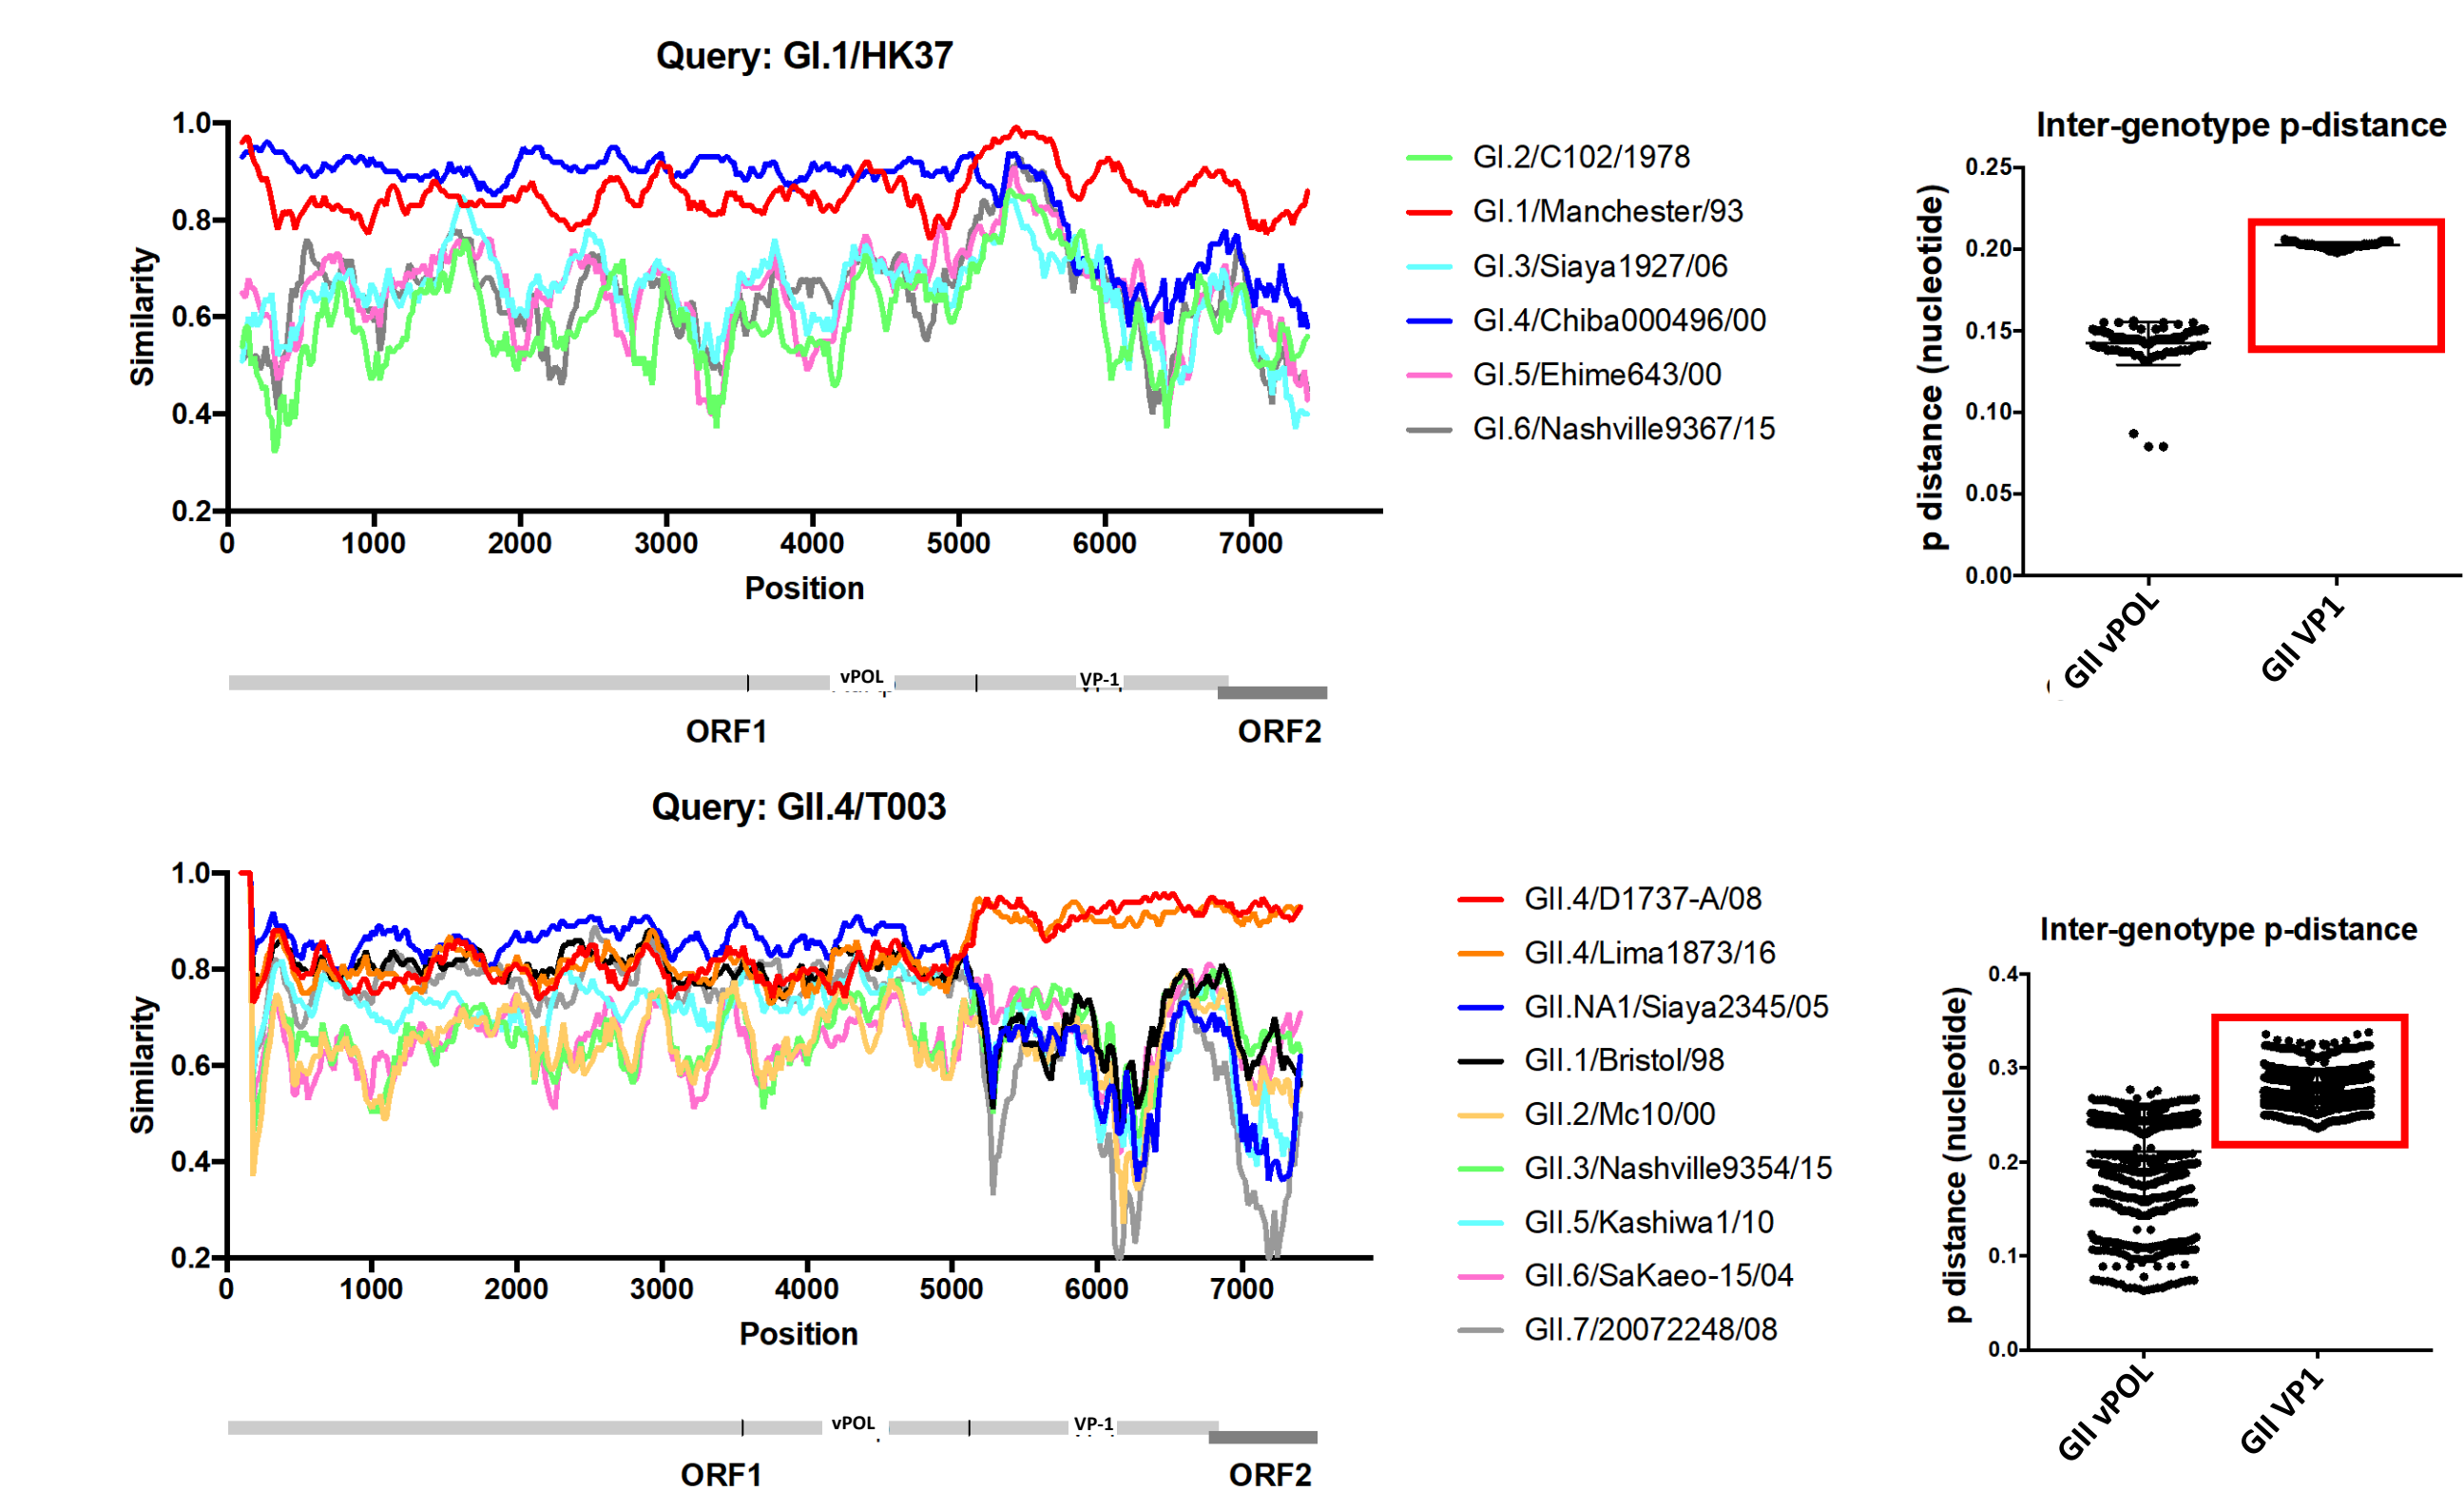 Query: GI.1/HK37
1.0
0.8
0.6
0.4
0.2
Similarity
0
1000
2000
3000
4000
5000
6000
7000
Position
GI.2/C102/1978
GI.1/Manchester/93
GI.3/Siaya1927/06
GI.4/Chiba000496/00
GI.5/Ehime643/00
GI.6/Nashville9367/15
vPOL
VP-1
ORF1
ORF2
Inter-genotype p-distance
0.25
0.20
0.15
0.10
0.05
0.00
p distance (nucleotide)
GII vPOL
GII VP1
Query: GII.4/T003
1.0
0.8
0.6
0.4
0.2
Similarity
0
1000
2000
3000
4000
5000
6000
7000
Position
GII.4/D1737-A/08
GII.4/Lima1873/16
GII.NA1/Siaya2345/05
GII.1/Bristol/98
GII.2/Mc10/00
GII.3/Nashville9354/15
GII.5/Kashiwa1/10
GII.6/SaKaeo-15/04
GII.7/20072248/08
vPOL
VP-1
ORF1
ORF2
Inter-genotype p-distance
0.4
0.3
0.2
0.1
0.0
p distance (nucleotide)
GII vPOL
GII VP1